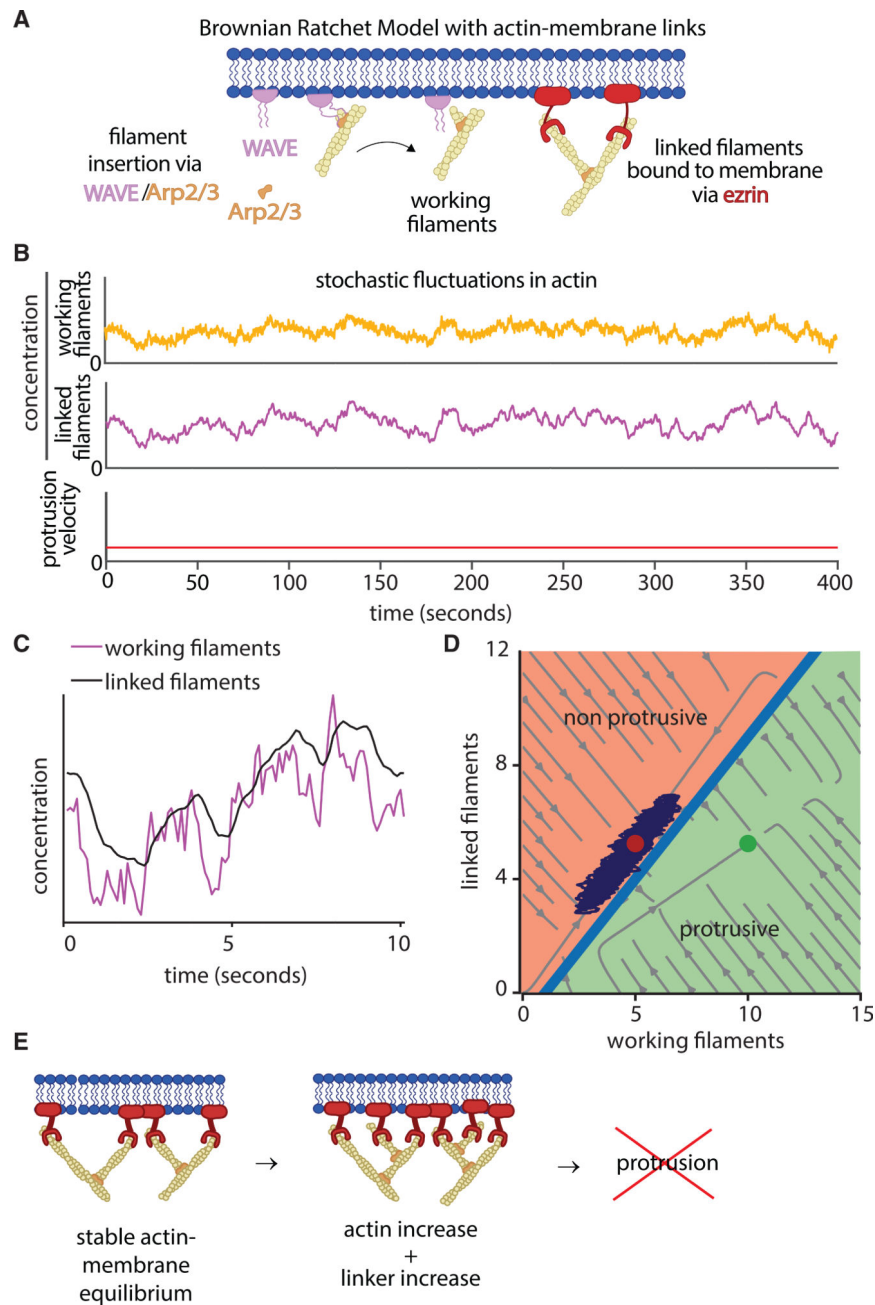 A
Brownian Ratchet Model with actin-membrane links
filament
insertion via
WAVE/Arp2/3
WAVE
Arp2/3
working
filaments
linked filaments
bound to membrane
via ezrin
B
stochastic fluctuations in actin
concentration
working
filaments
0
linked
filaments
0
protrusion
velocity
0
0 50 100 150 200 250 300 350 400
time (seconds)
C
working filaments
linked filaments
concentration
0 5 10
time (seconds)
D
12
8
4
0
linked filaments
non protrusive
protrusive
0 5 10 15
working filaments
E
stable actin-
membrane
equilibrium
→
actin increase
+
linker increase
→
protrusion